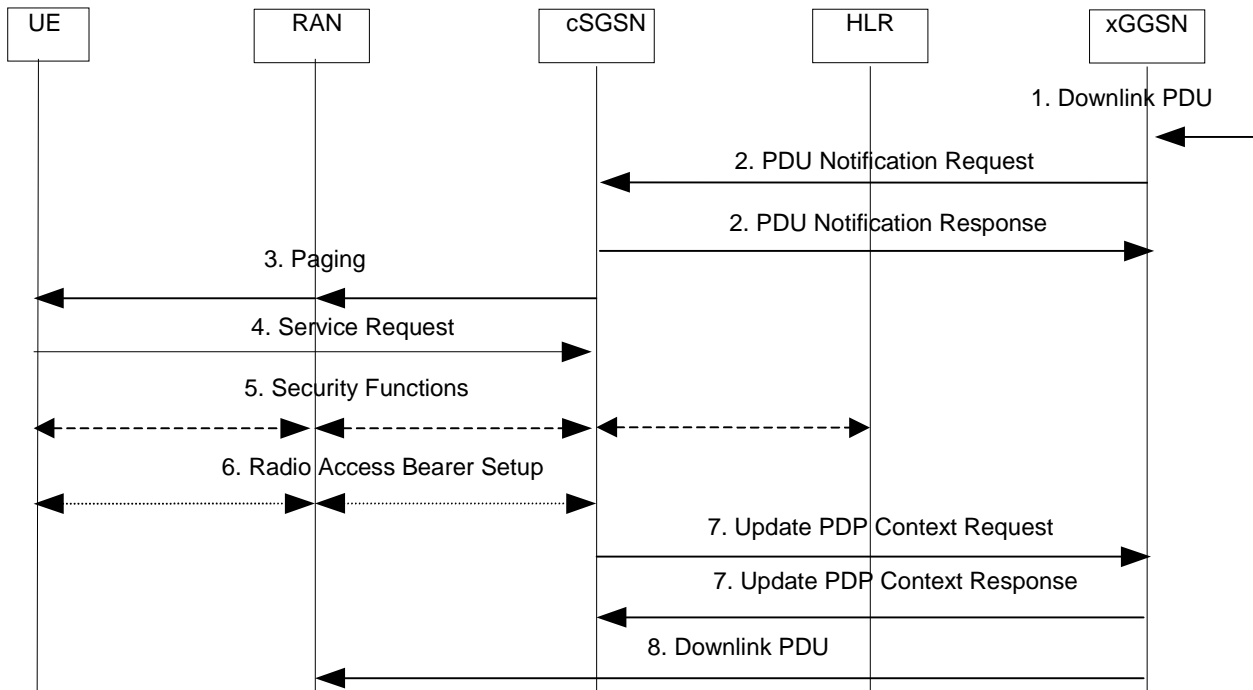 UE
RAN
cSGSN
HLR
xGGSN
1. Downlink PDU
2. PDU Notification Request
2. PDU Notification Response
3. Paging
4. Service Request
5. Security Functions
6. Radio Access Bearer Setup
7. Update PDP Context Request
7. Update PDP Context Response
8. Downlink PDU